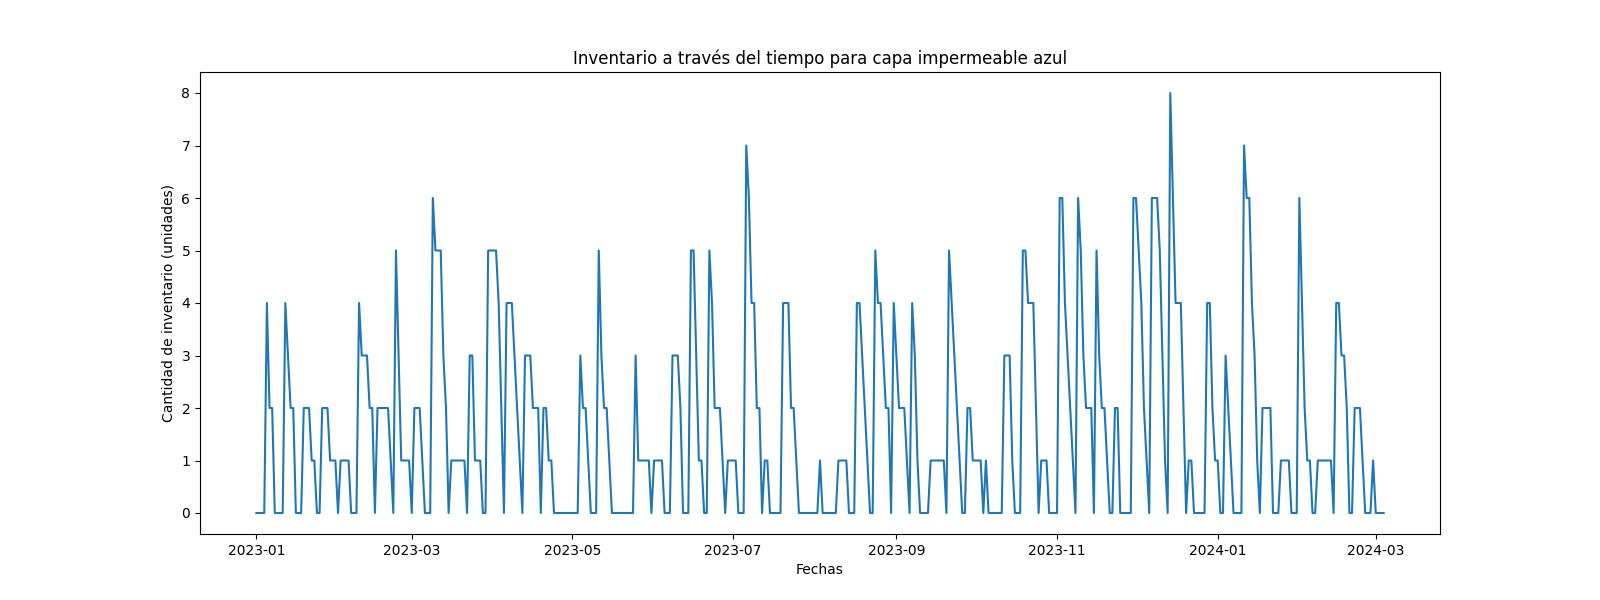 Inventario a través del tiempo para capa impermeable azul
Cantidad de inventario (unidades)
8
7
6
5
4
3
2
1
0
2023-01 2023-03 2023-05 2023-07 2023-09 2023-11 2024-01 2024-03
Fechas